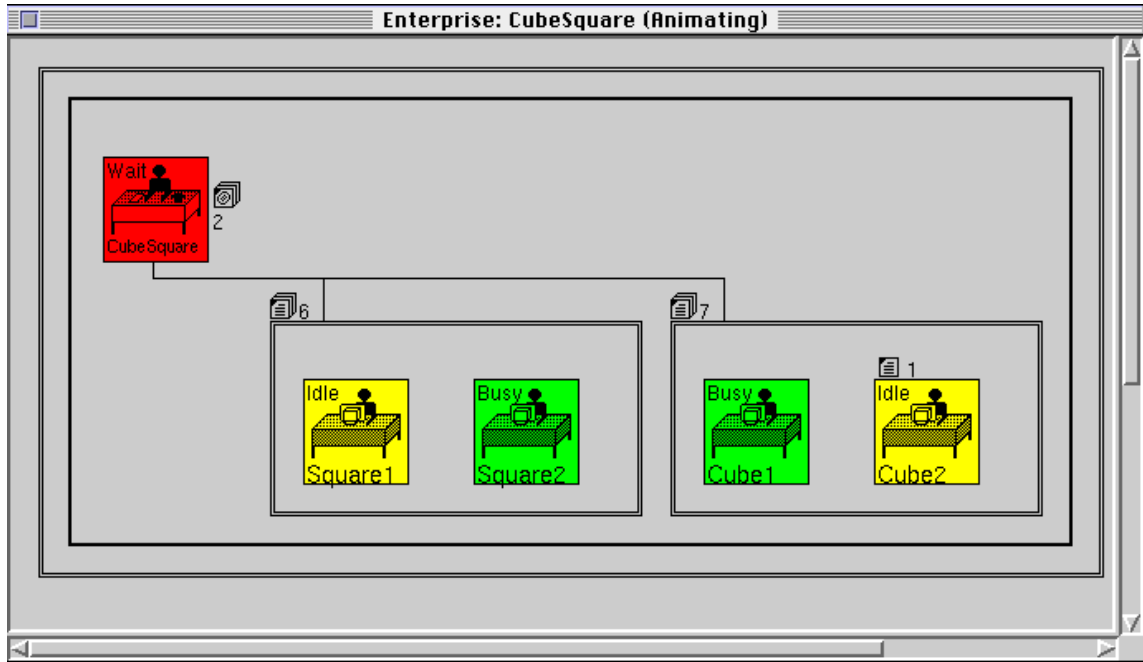 Enterprise: CubeSquare (Animating)
Wait
2
CubeSquare
6
7
1
Idle
Busy
Busy
Idle
Square1
Square2
Cube1
Cube2